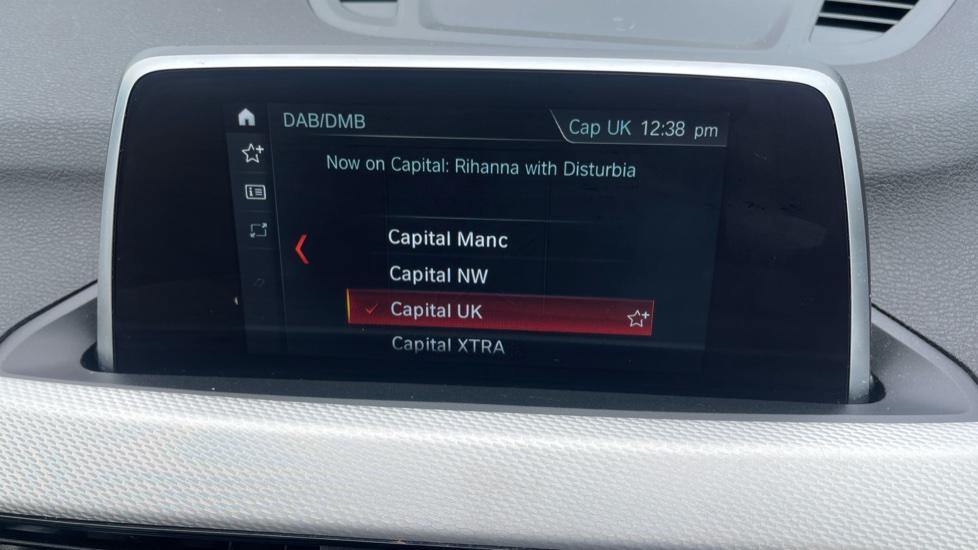 DAB/DMB
Cap UK 12:38 pm
Now on Capital: Rihanna with Disturbia
Capital Manc
Capital NW
Capital UK
Capital XTRA